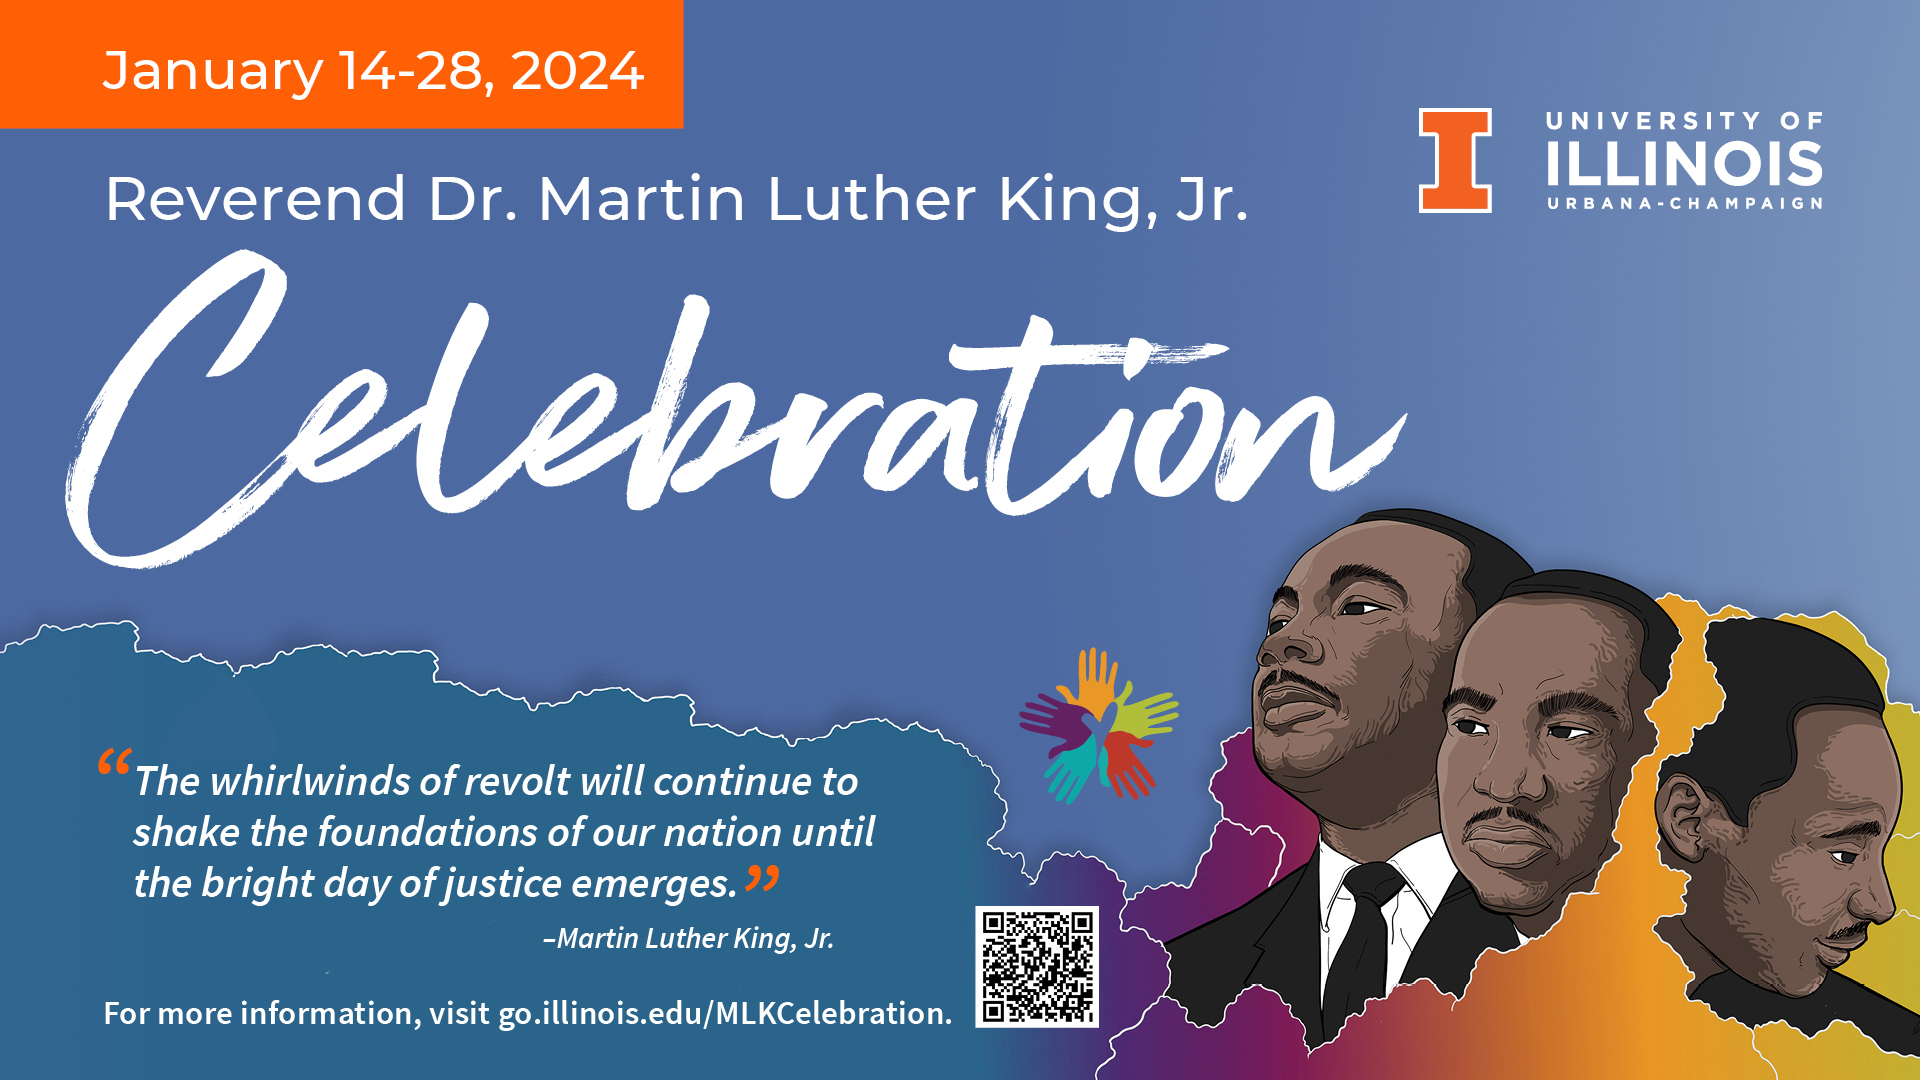 January 14-28, 2024
Reverend Dr. Martin Luther King, Jr.
Celebration
I
UNIVERSITY OF
ILLINOIS
URBANA-CHAMPAIGN
“The whirlwinds of revolt will continue to
shake the foundations of our nation until
the bright day of justice emerges.”
–Martin Luther King, Jr.
For more information, visit go.illinois.edu/MLKCelebration.